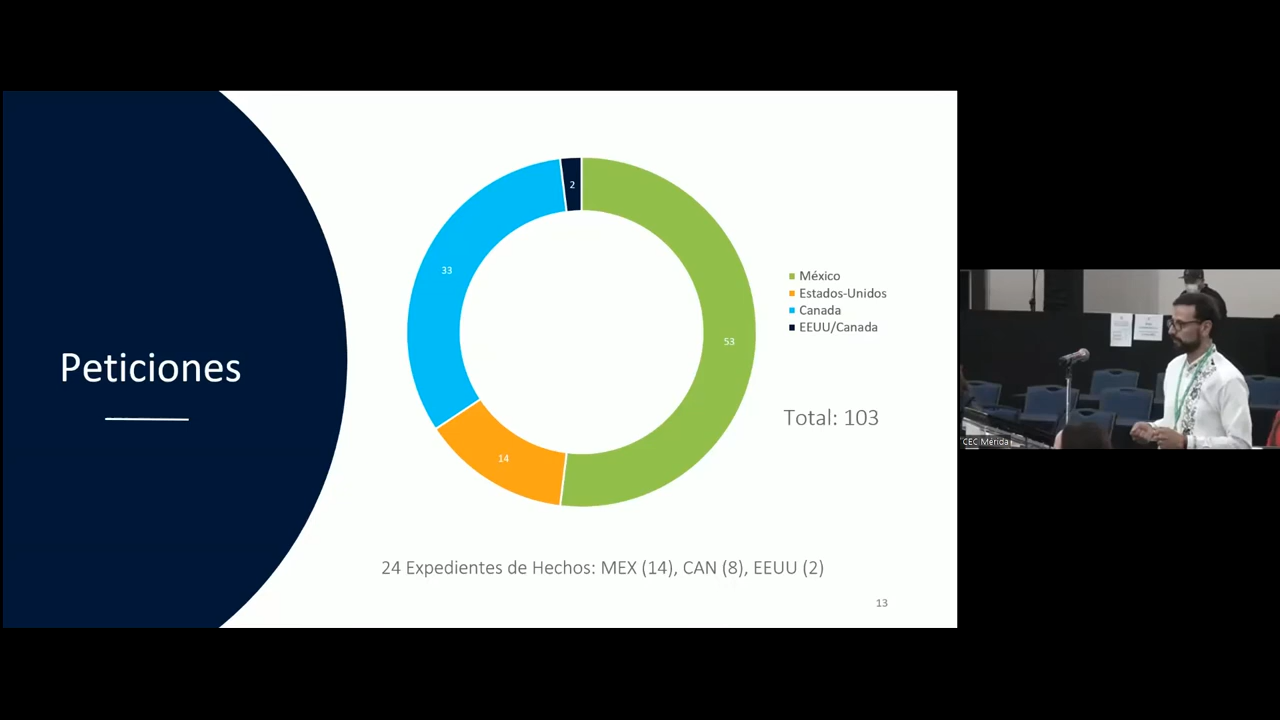 Peticiones
2
33
53
14
México
Estados-Unidos
Canada
EEUU/Canada
Total: 103
24 Expedientes de Hechos: MEX (14), CAN (8), EEUU (2)
13
CEC Mérida